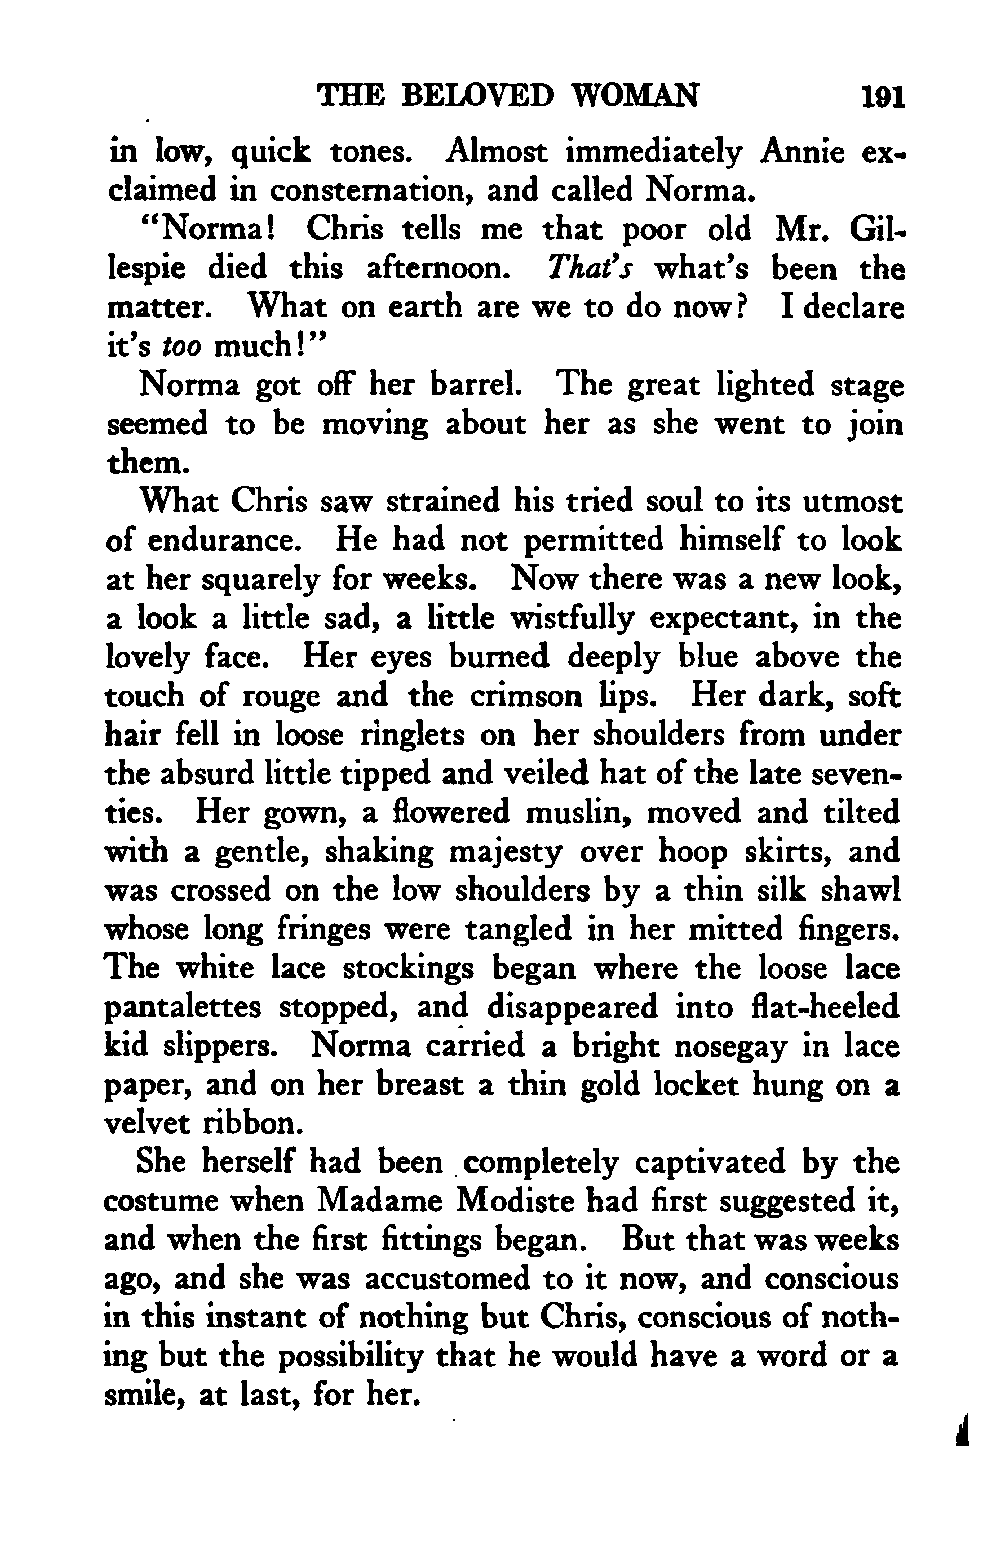 THE BELOVED WOMAN 191
in low, quick tones. Almost immediately Annie ex-
claimed in consternation, and called Norma.
“Norma! Chris tells me that poor old Mr. Gil-
lespie died this afternoon. That’s what’s been the
matter. What on earth are we to do now? I declare
it’s too much!”
Norma got off her barrel. The great lighted stage
seemed to be moving about her as she went to join
them.
What Chris saw strained his tried soul to its utmost
of endurance. He had not permitted himself to look
at her squarely for weeks. Now there was a new look,
a look a little sad, a little wistfully expectant, in the
lovely face. Her eyes burned deeply blue above the
touch of rouge and the crimson lips. Her dark, soft
hair fell in loose ringlets on her shoulders from under
the absurd little tipped and veiled hat of the late seven-
ties. Her gown, a flowered muslin, moved and tilted
with a gentle, shaking majesty over hoop skirts, and
was crossed on the low shoulders by a thin silk shawl
whose long fringes were tangled in her mitted fingers.
The white lace stockings began where the loose lace
pantalettes stopped, and disappeared into flat-heeled
kid slippers. Norma carried a bright nosegay in lace
paper, and on her breast a thin gold locket hung on a
velvet ribbon.
She herself had been completely captivated by the
costume when Madame Modiste had first suggested it,
and when the first fittings began. But that was weeks
ago, and she was accustomed to it now, and conscious
in this instant of nothing but Chris, conscious of noth-
ing but the possibility that he would have a word or a
smile, at last, for her.